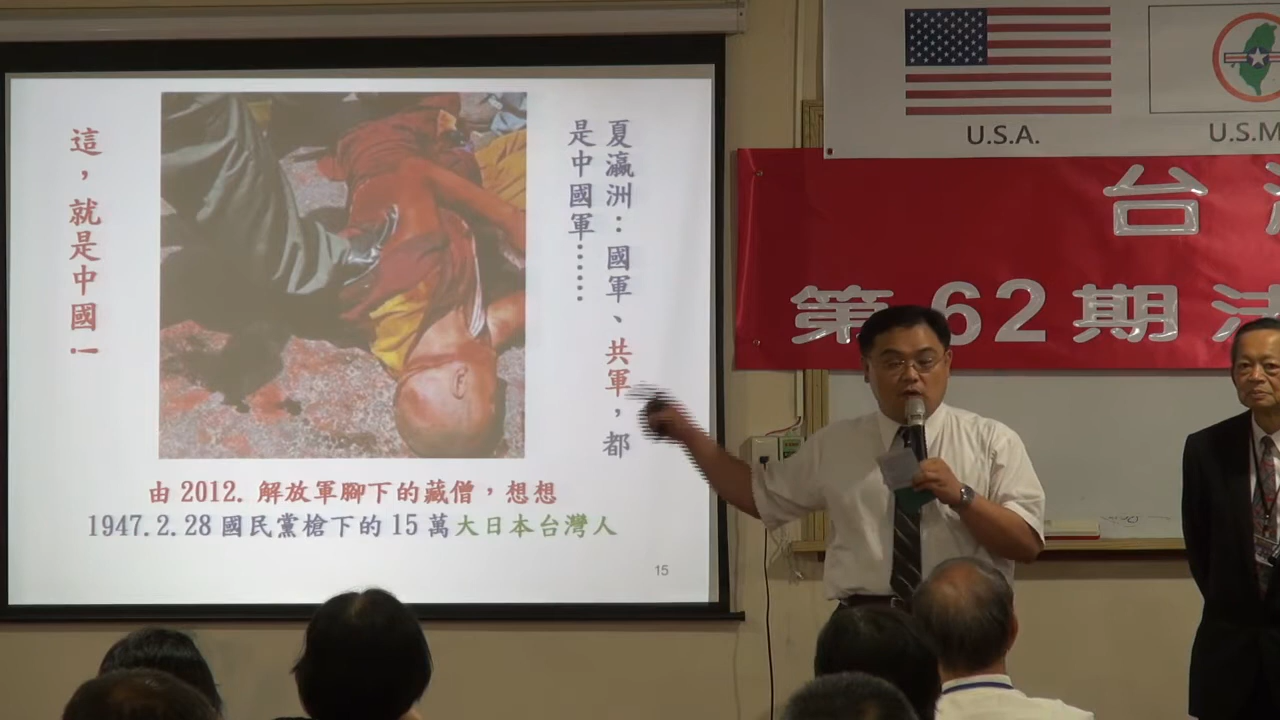 夏瀛洲：國軍、共軍，都
是中國軍……
這，就是中國！
由 2012. 解放軍腳下的藏僧，想想
1947.2.28 國民黨槍下的 15 萬大日本台灣人
15
U.S.A.
U.S.M
台
第 62 期 法